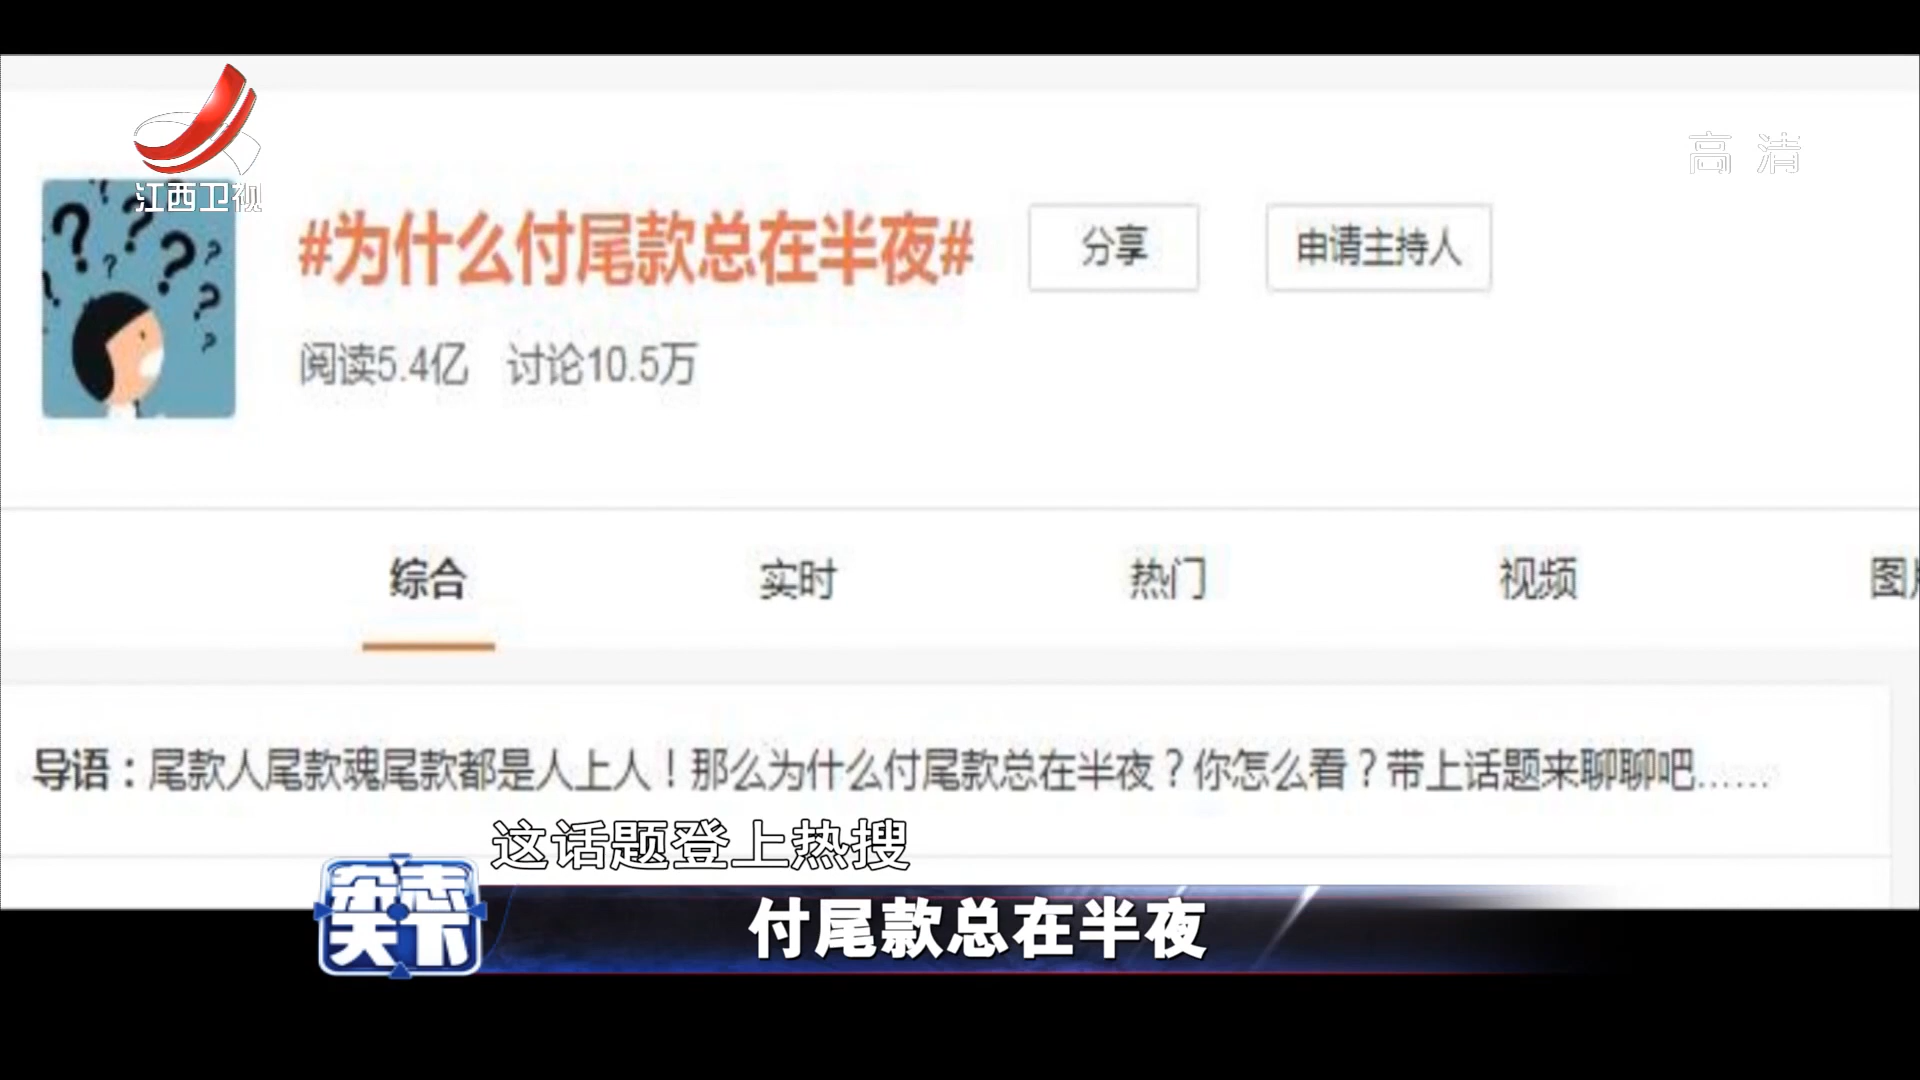 江西卫视
高清
#为什么付尾款总在半夜#
分享
申请主持人
阅读5.4亿 讨论10.5万
综合 实时 热门 视频 图片
导语：尾款人尾款魂尾款都是人上人！那么为什么付尾款总在半夜？你怎么看？带上话题来聊聊吧……
这话题登上热搜
杂志天下
付尾款总在半夜